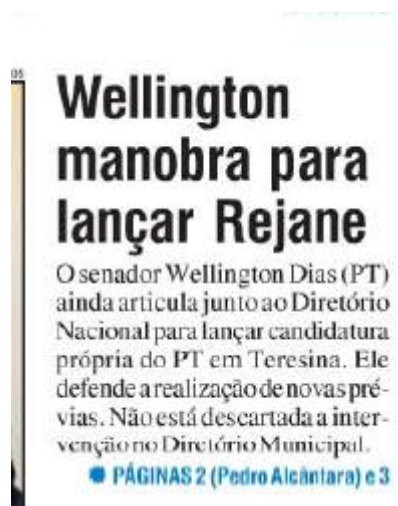 05
Wellington
manobra para
lançar Rejane
O senador Wellington Dias (PT)
ainda articula junto ao Diretório
Nacional para lançar candidatura
própria do PT em Teresina. Ele
defende a realização de novas pré-
vias. Não está descartada a inter-
venção no Diretório Municipal.
PÁGINAS 2 (Pedro Alcântara) e 3